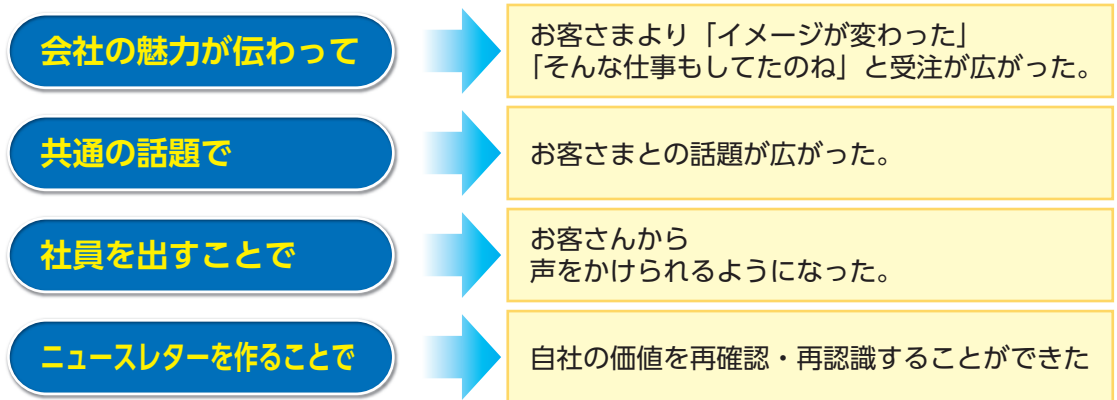 会社の魅力が伝わって
お客さまより「イメージが変わった」
「そんな仕事もしてたのね」と受注が広がった。
共通の話題で
お客さまとの話題が広がった。
社員を出すことで
お客さんから
声をかけられるようになった。
ニュースレターを作ることで
自社の価値を再確認・再認識することができた